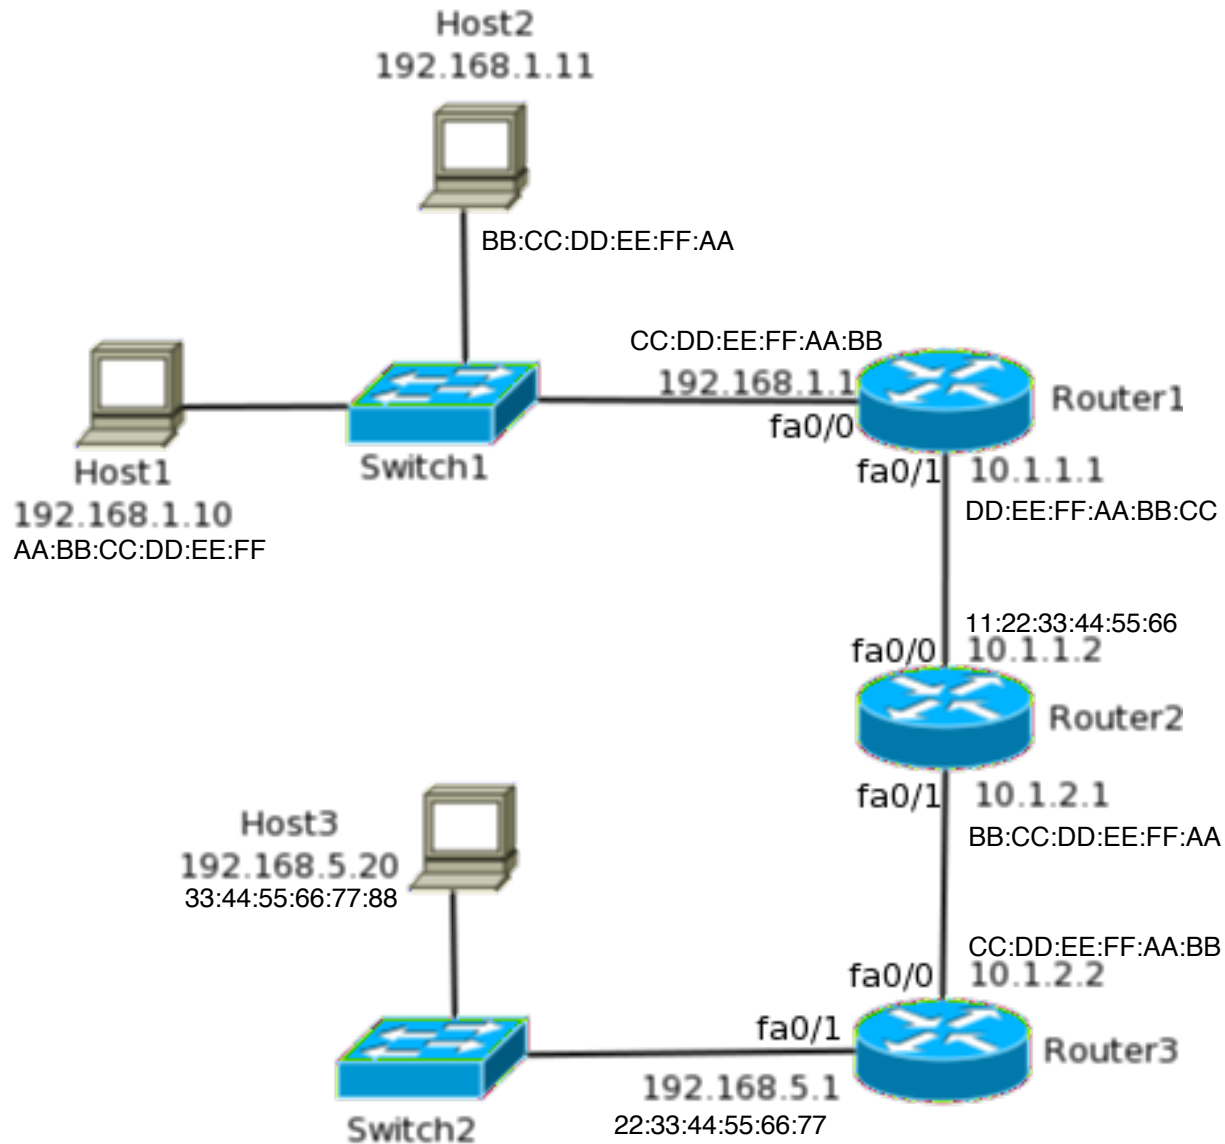 Host2
192.168.1.11
BB:CC:DD:EE:FF:AA
CC:DD:EE:FF:AA:BB
192.168.1.1
fa0/0
Router1
Switch1
Host1
192.168.1.10
AA:BB:CC:DD:EE:FF
fa0/1 10.1.1.1
DD:EE:FF:AA:BB:CC
11:22:33:44:55:66
fa0/0 10.1.1.2
Router2
fa0/1 10.1.2.1
BB:CC:DD:EE:FF:AA
Host3
192.168.5.20
33:44:55:66:77:88
CC:DD:EE:FF:AA:BB
fa0/0 10.1.2.2
fa0/1
Router3
192.168.5.1
22:33:44:55:66:77
Switch2